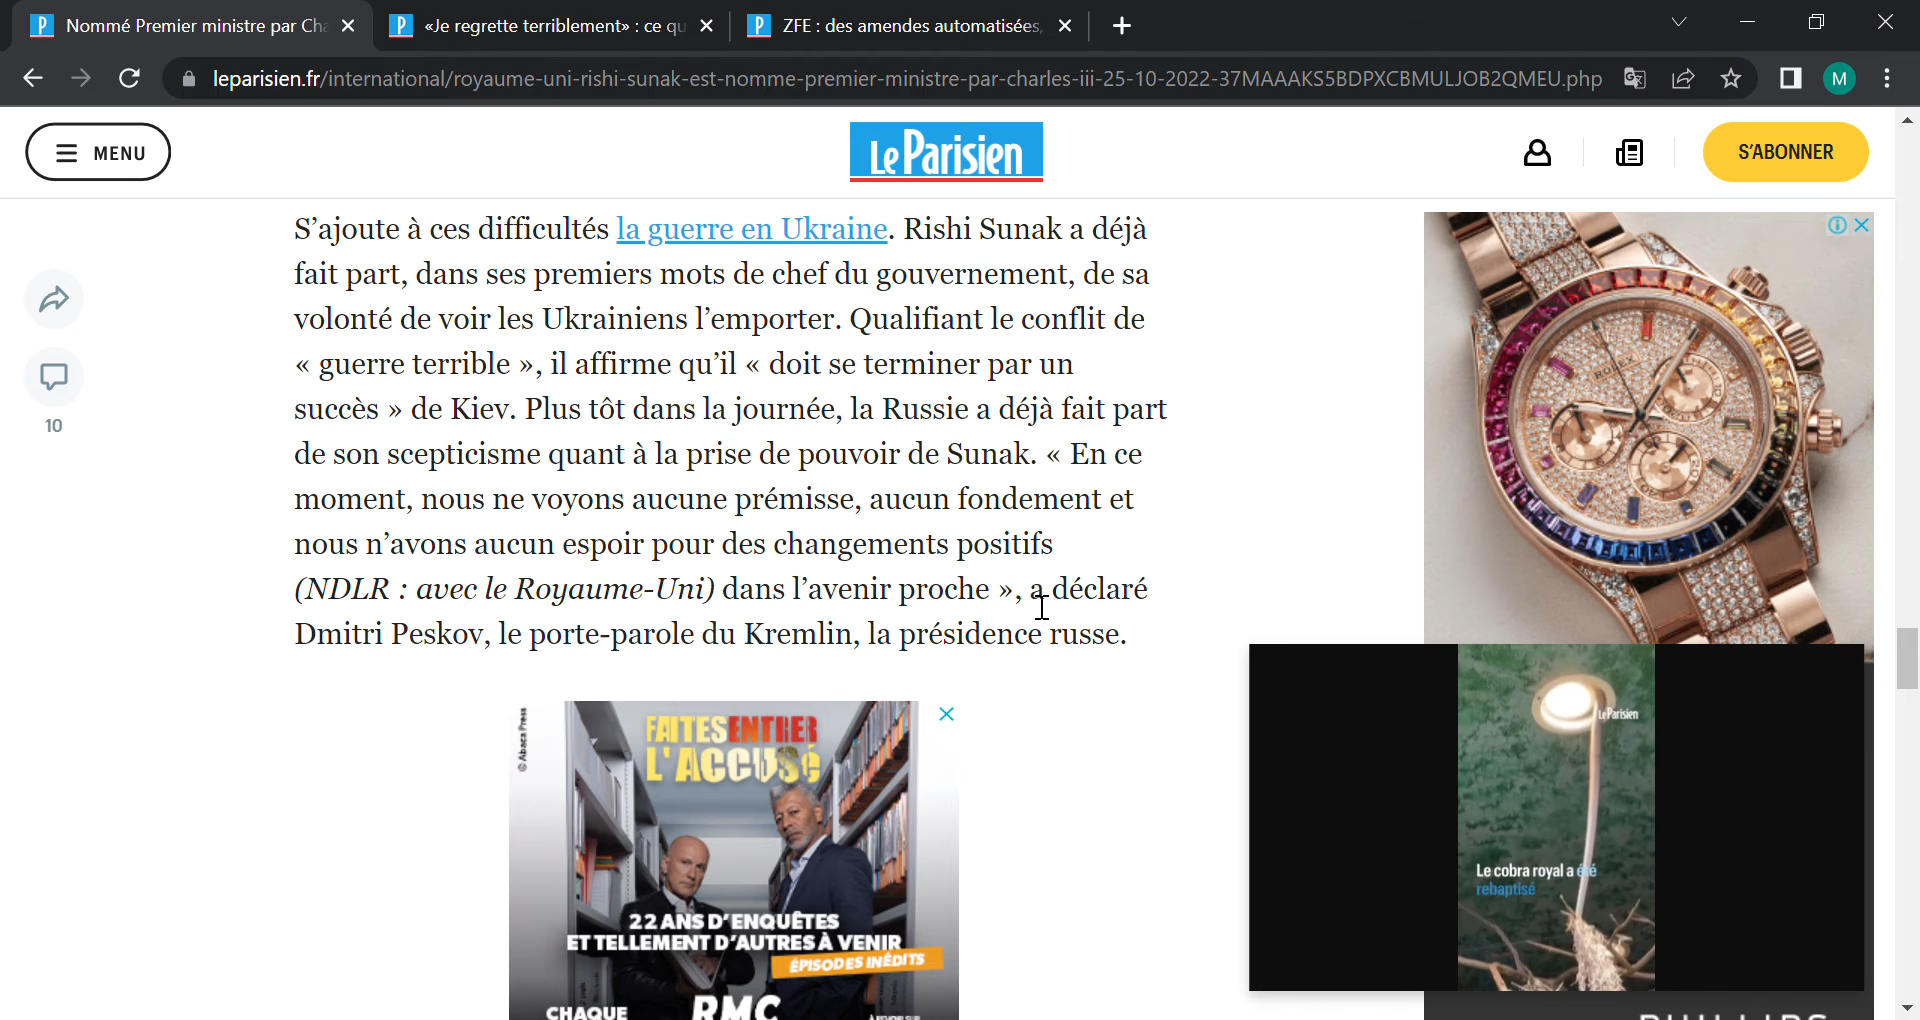 Nommé Premier ministre par Cha
«Je regrette terriblement» : ce qu
ZFE : des amendes automatisées,
leparisien.fr/international/royaume-uni-rishi-sunak-est-nomme-premier-ministre-par-charles-iii-25-10-2022-37MAAAKS5BDPXCBMULJOB2QMEU.php
M
MENU
Le Parisien
S'ABONNER
S’ajoute à ces difficultés la guerre en Ukraine. Rishi Sunak a déjà
fait part, dans ses premiers mots de chef du gouvernement, de sa
volonté de voir les Ukrainiens l’emporter. Qualifiant le conflit de
« guerre terrible », il affirme qu’il « doit se terminer par un
succès » de Kiev. Plus tôt dans la journée, la Russie a déjà fait part
de son scepticisme quant à la prise de pouvoir de Sunak. « En ce
moment, nous ne voyons aucune prémisse, aucun fondement et
nous n’avons aucun espoir pour des changements positifs
(NDLR : avec le Royaume-Uni) dans l’avenir proche », a déclaré
Dmitri Peskov, le porte-parole du Kremlin, la présidence russe.
10
ROLEX
© Abaca Press
FAITES ENTRER
L'ACCUSÉ
22 ANS D'ENQUÊTES
ET TELLEMENT D'AUTRES À VENIR
ÉPISODES INÉDITS
CHAQUE
RMC
Le Parisien
Le cobra royal a été
rebaptisé
PHILLIPS